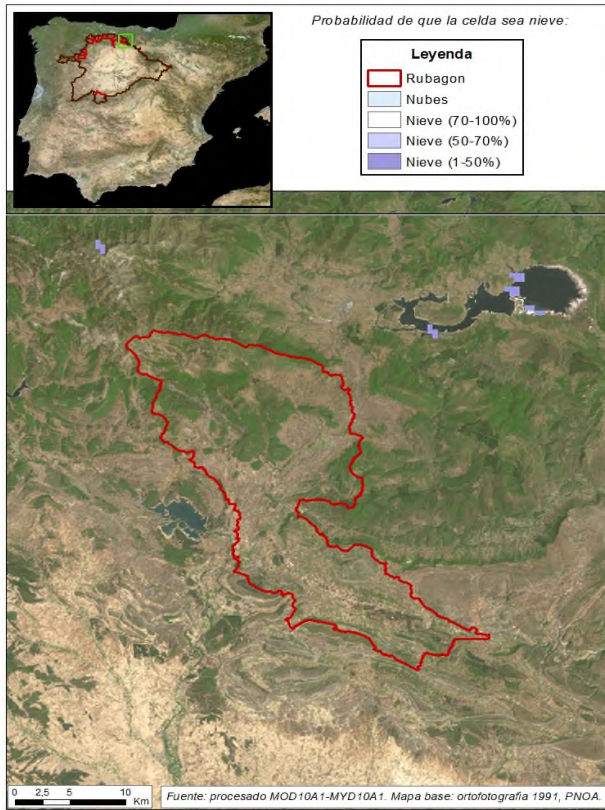 Probabilidad de que la celda sea nieve:
Leyenda
Rubagon
Nubes
Nieve (70-100%)
Nieve (50-70%)
Nieve (1-50%)
0 2,5 5 10
Km
Fuente: procesado MOD10A1-MYD10A1. Mapa base: ortofotografia 1991, PNOA.